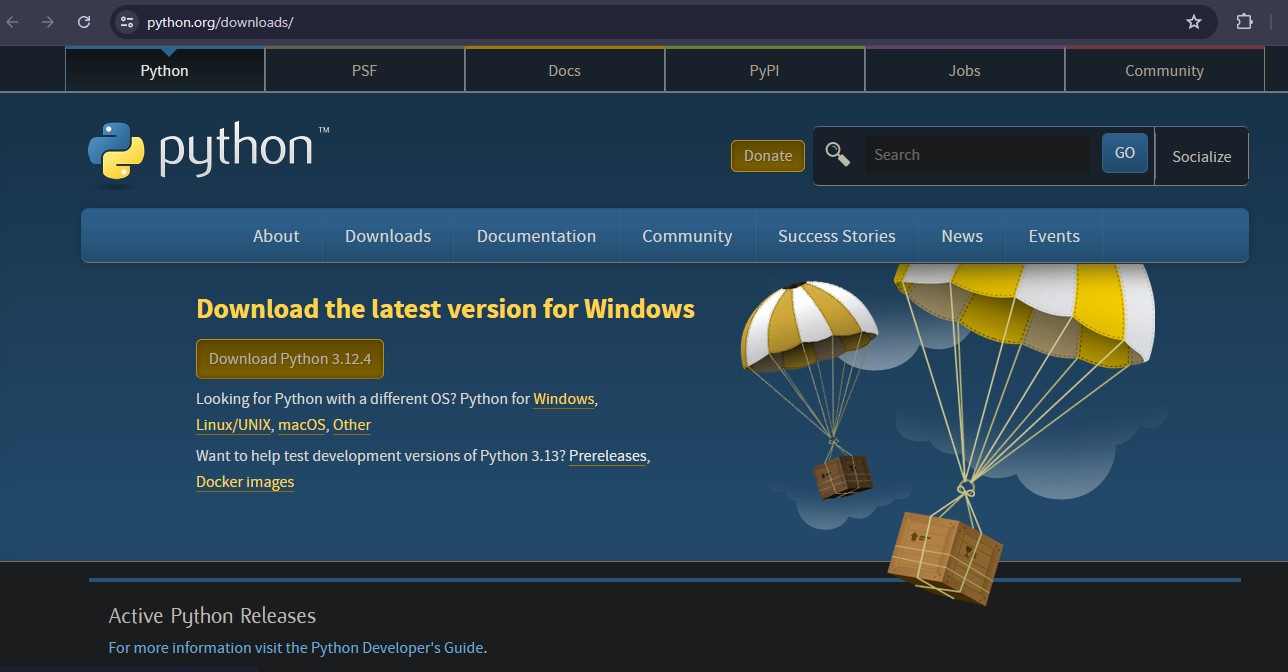 python.org/downloads/
Python PSF Docs PyPI Jobs Community
python™
Donate Search GO Socialize
About Downloads Documentation Community Success Stories News Events
Download the latest version for Windows
Download Python 3.12.4
Looking for Python with a different OS? Python for Windows,
Linux/UNIX, macOS, Other
Want to help test development versions of Python 3.13? Prereleases,
Docker images
Active Python Releases
For more information visit the Python Developer's Guide.